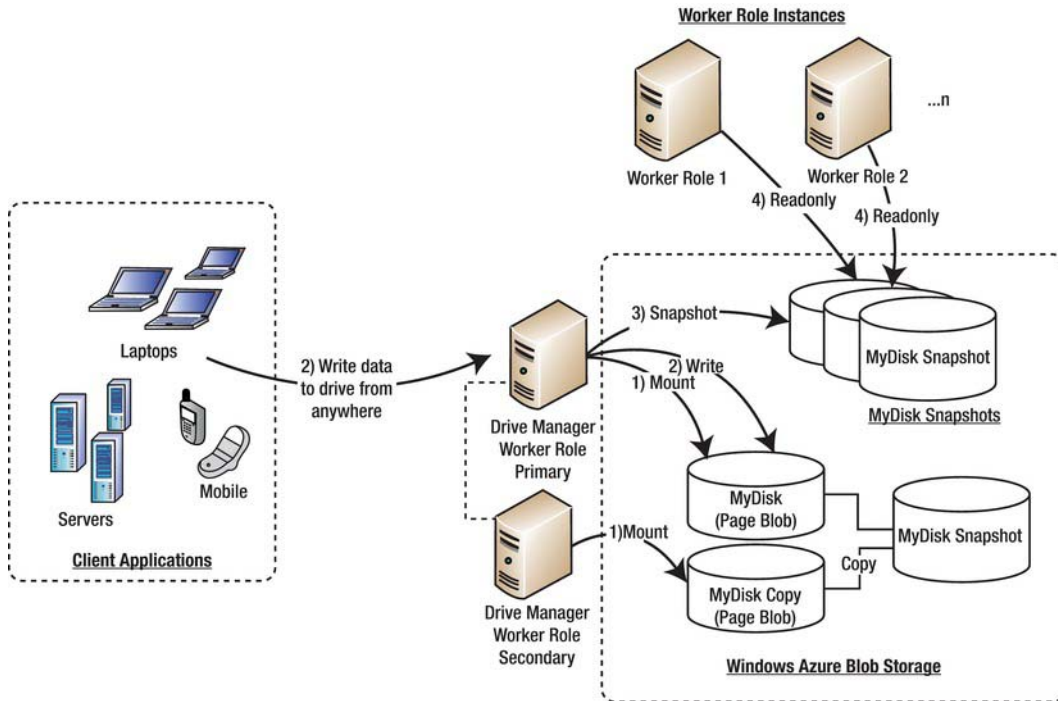 Worker Role Instances
...n
Worker Role 1
Worker Role 2
4) Readonly
4) Readonly
Laptops
Servers
Mobile
Client Applications
2) Write data
to drive from
anywhere
Drive Manager
Worker Role
Primary
3) Snapshot
2) Write
1) Mount
MyDisk Snapshot
MyDisk Snapshots
MyDisk
(Page Blob)
MyDisk Snapshot
1)Mount
Copy
MyDisk Copy
(Page Blob)
Drive Manager
Worker Role
Secondary
Windows Azure Blob Storage